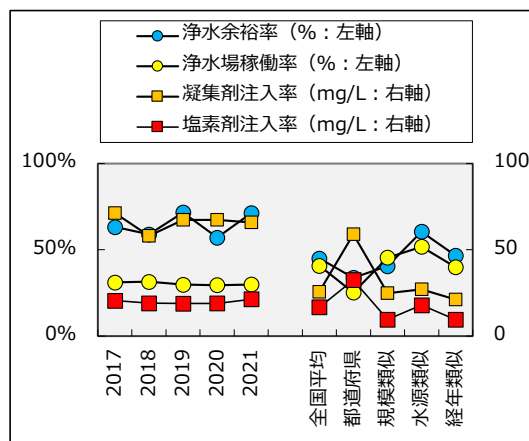 浄水余裕率（%：左軸）
浄水場稼働率（%：左軸）
凝集剤注入率（mg/L：右軸）
塩素剤注入率（mg/L：右軸）
100%
50%
0%
100
50
0
2017
2018
2019
2020
2021
全国平均
都道府県
規模類似
水源類似
経年類似